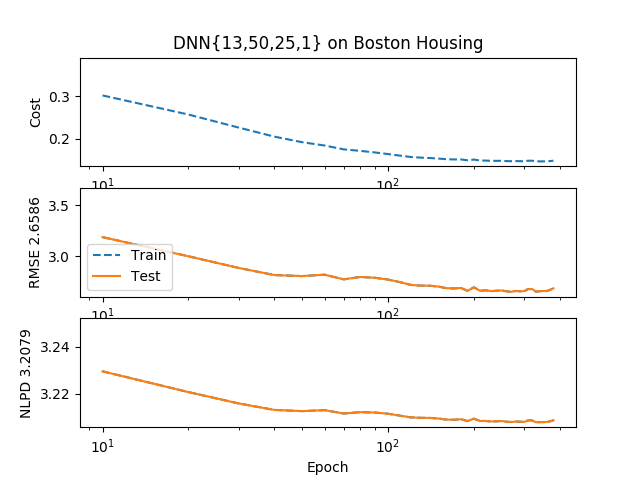 DNN{13,50,25,1} on Boston Housing
Cost
0.3
0.2
10¹
10²
RMSE 2.6586
3.5
3.0
Train
Test
10¹
10²
NLPD 3.2079
3.24
3.22
10¹
10²
Epoch